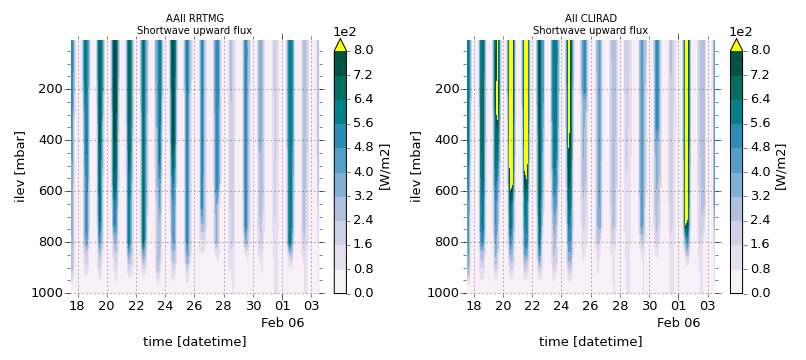 AAll RRTMG
Shortwave upward flux
1e2
8.0
7.2
6.4
5.6
4.8
4.0
3.2
2.4
1.6
0.8
0.0
[W/m2]
200
400
600
800
1000
ilev [mbar]
18 20 22 24 26 28 30 01 03
Feb 06
time [datetime]
All CLIRAD
Shortwave upward flux
1e2
8.0
7.2
6.4
5.6
4.8
4.0
3.2
2.4
1.6
0.8
0.0
[W/m2]
200
400
600
800
1000
ilev [mbar]
18 20 22 24 26 28 30 01 03
Feb 06
time [datetime]